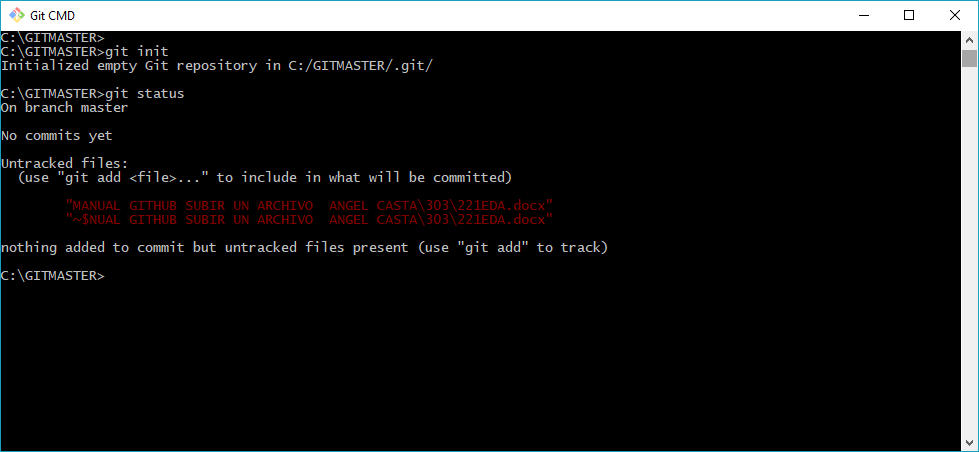 Git CMD
C:\GITMASTER>
C:\GITMASTER>git init
Initialized empty Git repository in C:/GITMASTER/.git/
C:\GITMASTER>git status
On branch master
No commits yet
Untracked files:
  (use "git add <file>..." to include in what will be committed)
        "MANUAL GITHUB SUBIR UN ARCHIVO  ANGEL CASTA\303\221EDA.docx"
        "~$NUAL GITHUB SUBIR UN ARCHIVO  ANGEL CASTA\303\221EDA.docx"
nothing added to commit but untracked files present (use "git add" to track)
C:\GITMASTER>